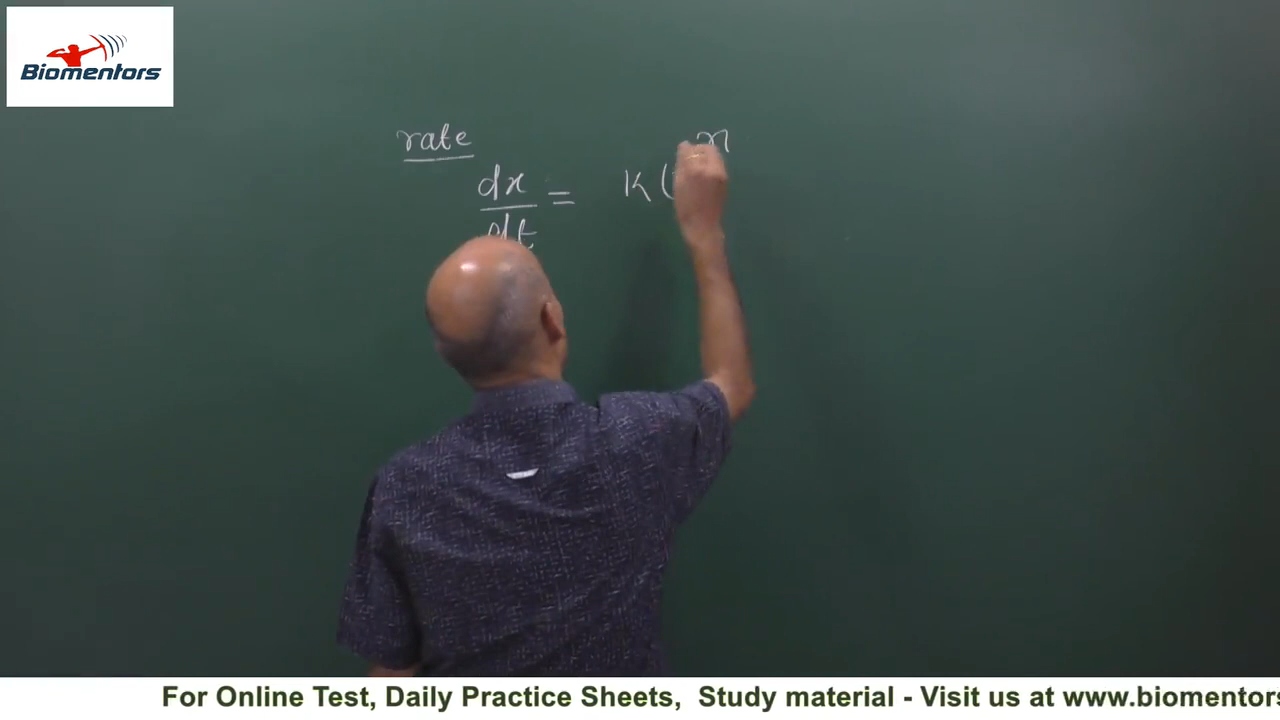 Biomentors
rate
dx
dt
= K (
n
For Online Test, Daily Practice Sheets, Study material - Visit us at www.biomentors